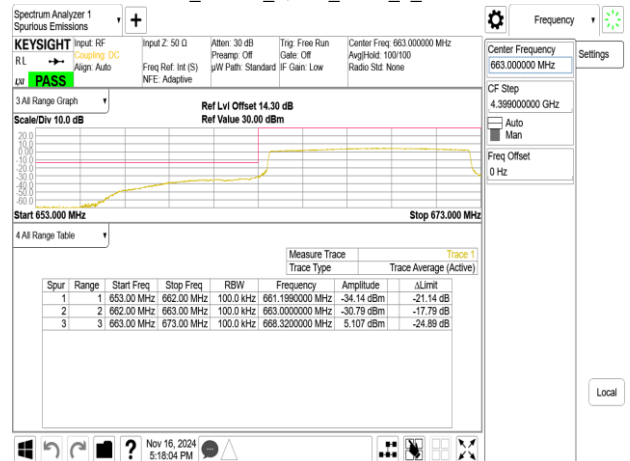 Spectrum Analyzer 1
Spurious Emissions
Frequency
KEYSIGHT
RL
PASS
Input: RF
Coupling: DC
Align: Auto
Input Z: 50 Ω
Freq Ref: Int (S)
NFE: Adaptive
Atten: 30 dB
Preamp: Off
µW Path: Standard
Trig: Free Run
Gate: Off
IF Gain: Low
Center Freq: 663.000000 MHz
Avg|Hold: 100/100
Radio Std: None
Center Frequency
663.000000 MHz
Settings
CF Step
4.399000000 GHz
Auto
Man
Freq Offset
0 Hz
3 All Range Graph
Scale/Div 10.0 dB
Ref Lvl Offset 14.30 dB
Ref Value 30.00 dBm
20.0
10.0
0.00
-10.0
-20.0
-30.0
-40.0
-50.0
-60.0
Start 653.000 MHz
Stop 673.000 MHz
4 All Range Table
Measure Trace Trace 1
Trace Type Trace Average (Active)
Spur Range Start Freq Stop Freq RBW Frequency Amplitude ΔLimit
1 1 653.00 MHz 662.00 MHz 100.0 kHz 661.1990000 MHz -34.14 dBm -21.14 dB
2 2 662.00 MHz 663.00 MHz 100.0 kHz 663.0000000 MHz -30.79 dBm -17.79 dB
3 3 663.00 MHz 673.00 MHz 100.0 kHz 668.3200000 MHz 5.107 dBm -24.89 dB
Local
Nov 16, 2024
5:18:04 PM